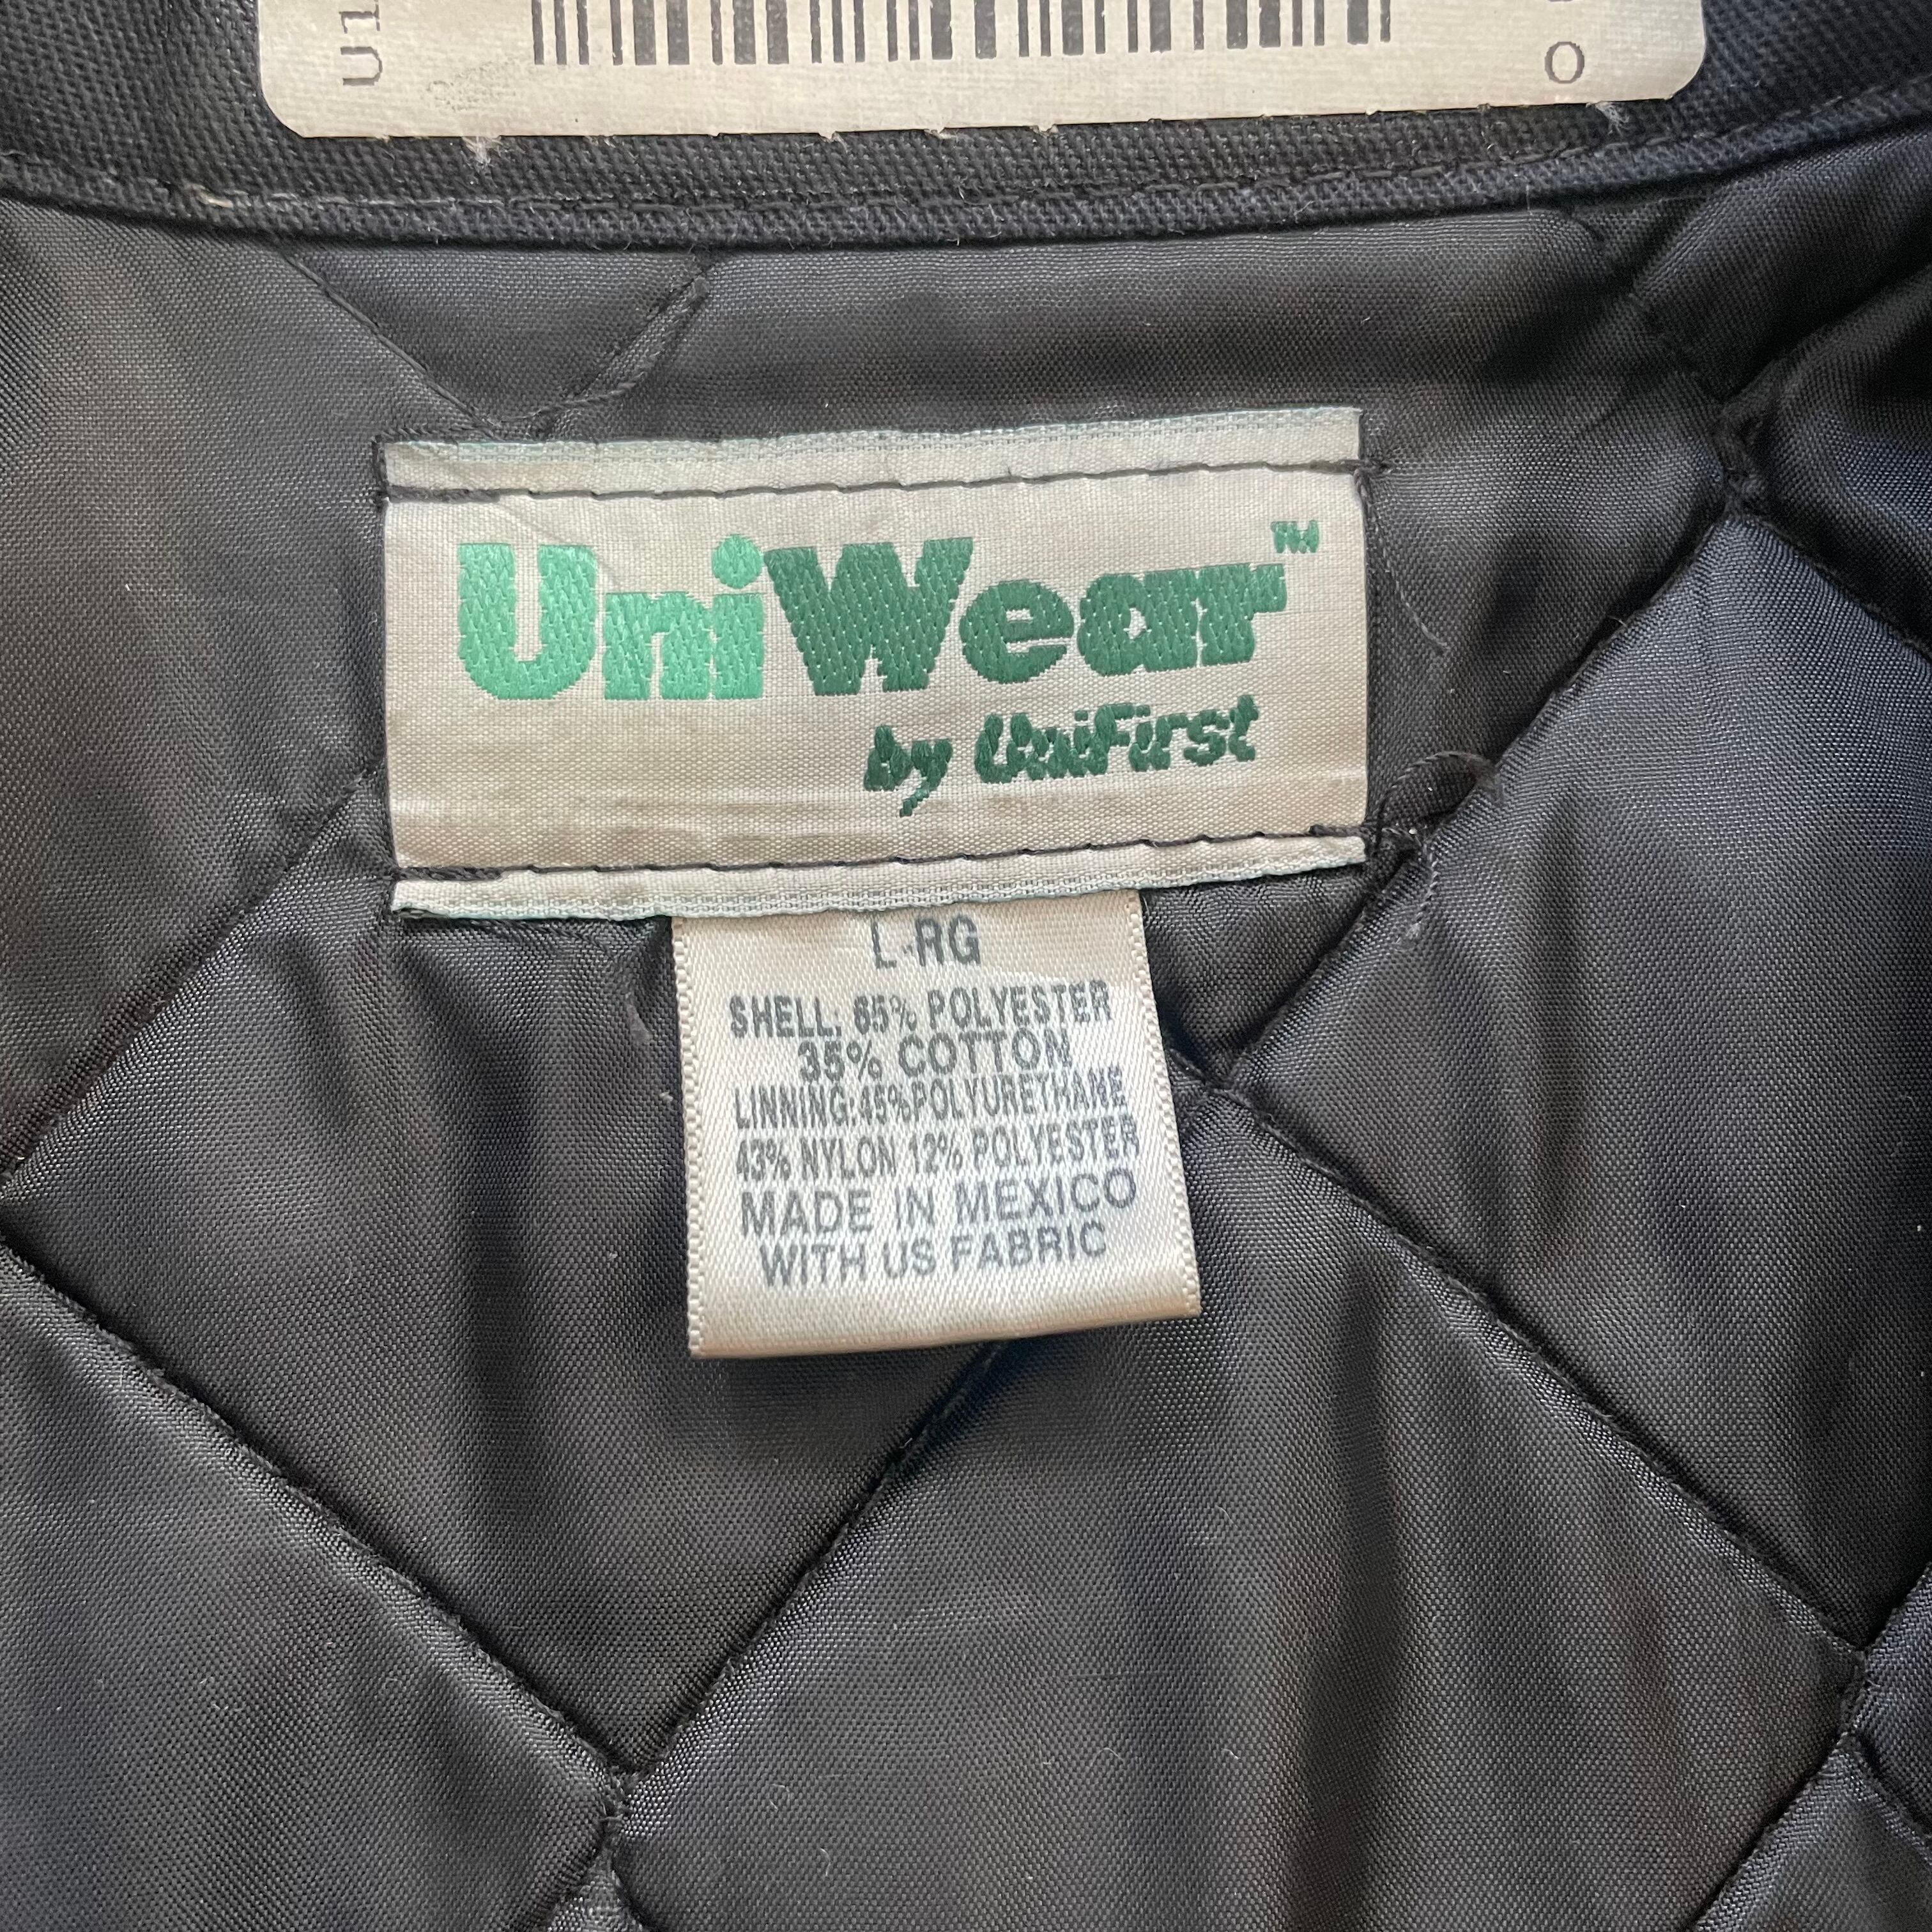 UniWear™
by UniFirst
L-RG
SHELL, 65% POLYESTER
35% COTTON
LINNING:45%POLYURETHANE
43% NYLON 12% POLYESTER
MADE IN MEXICO
WITH US FABRIC